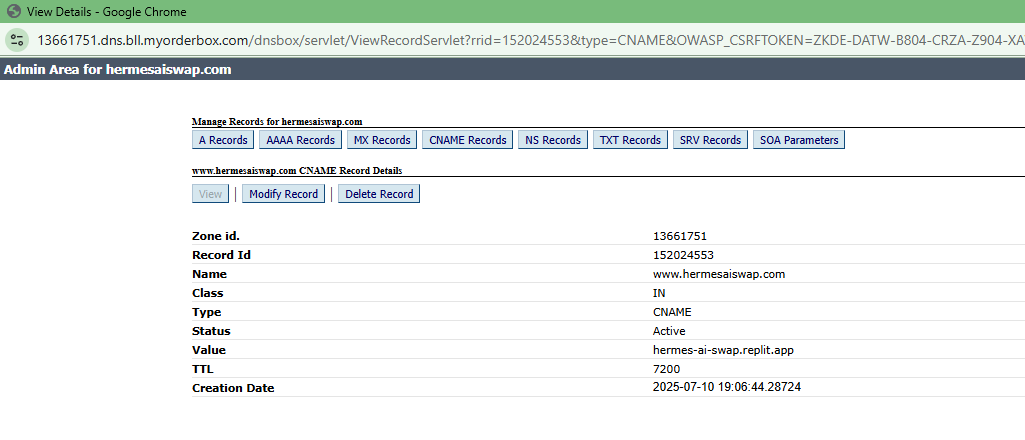 View Details - Google Chrome
13661751.dns.bll.myorderbox.com/dnsbox/servlet/ViewRecordServlet?rrid=152024553&type=CNAME&OWASP_CSRFTOKEN=ZKDE-DATW-B804-CRZA-Z904-XA
Admin Area for hermesaiswap.com
Manage Records for hermesaiswap.com
A Records AAAA Records MX Records CNAME Records NS Records TXT Records SRV Records SOA Parameters
www.hermesaiswap.com CNAME Record Details
View | Modify Record | Delete Record
Zone id. 13661751
Record Id 152024553
Name www.hermesaiswap.com
Class IN
Type CNAME
Status Active
Value hermes-ai-swap.replit.app
TTL 7200
Creation Date 2025-07-10 19:06:44.28724